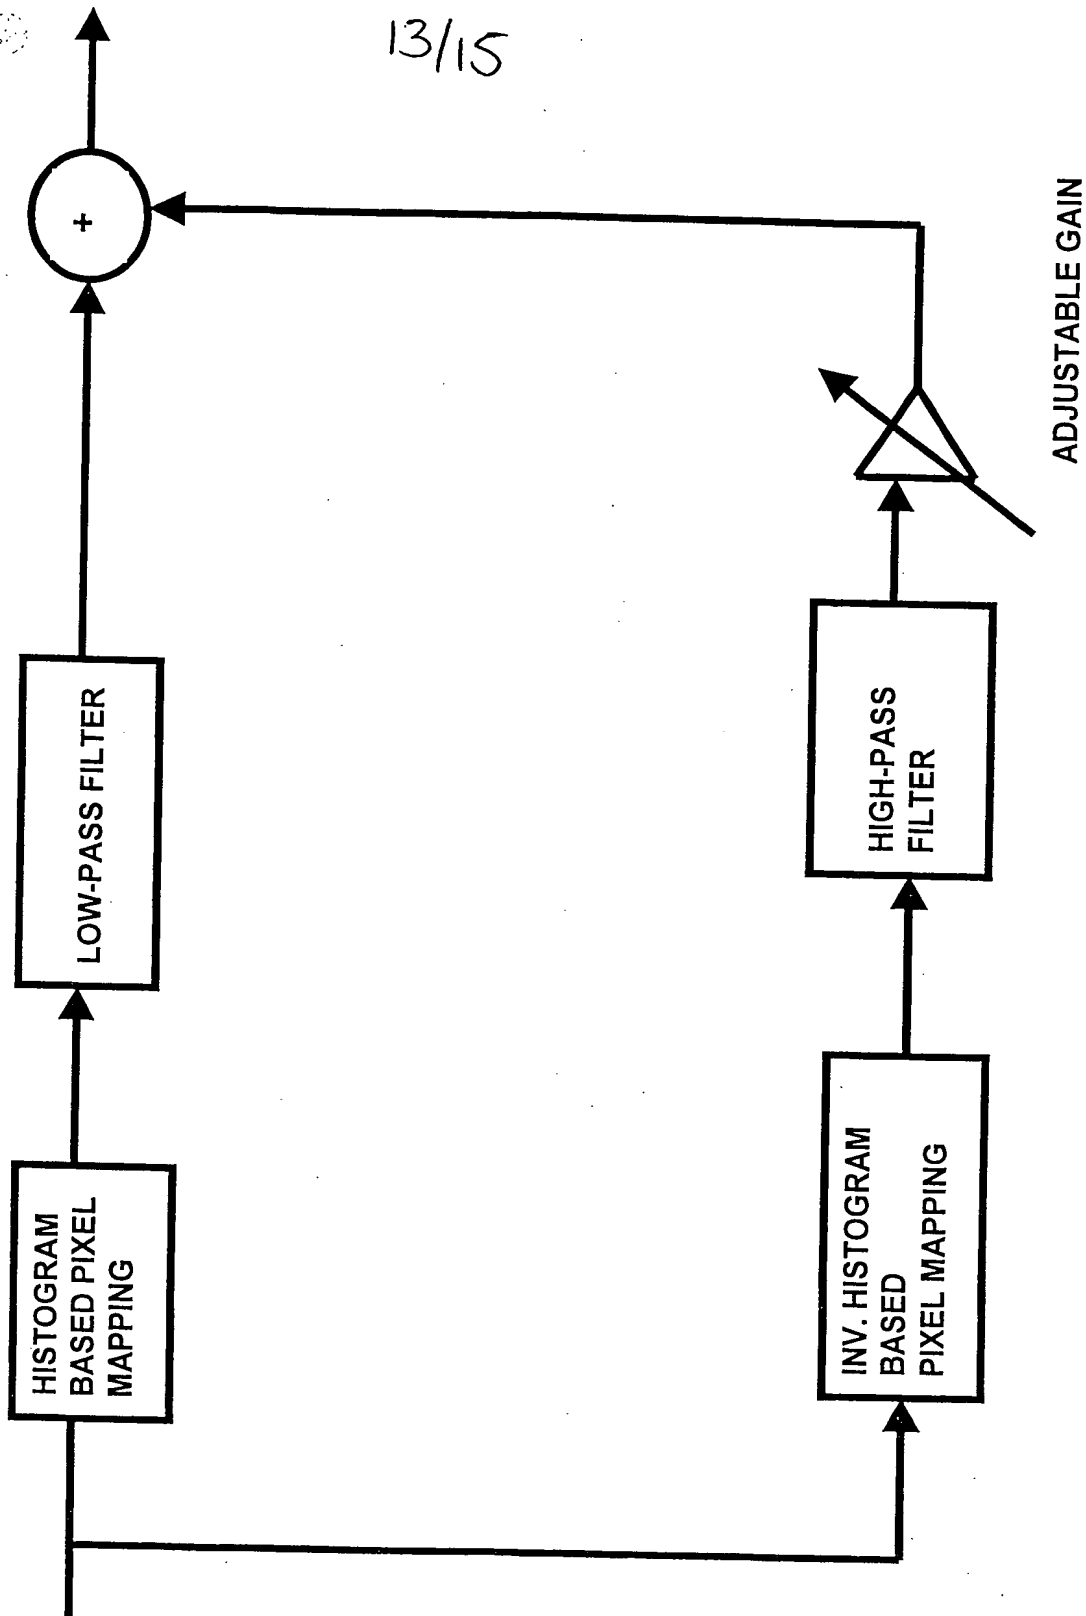 13/15
+
LOW-PASS FILTER
HISTOGRAM
BASED PIXEL
MAPPING
ADJUSTABLE GAIN
HIGH-PASS
FILTER
INV. HISTOGRAM
BASED
PIXEL MAPPING